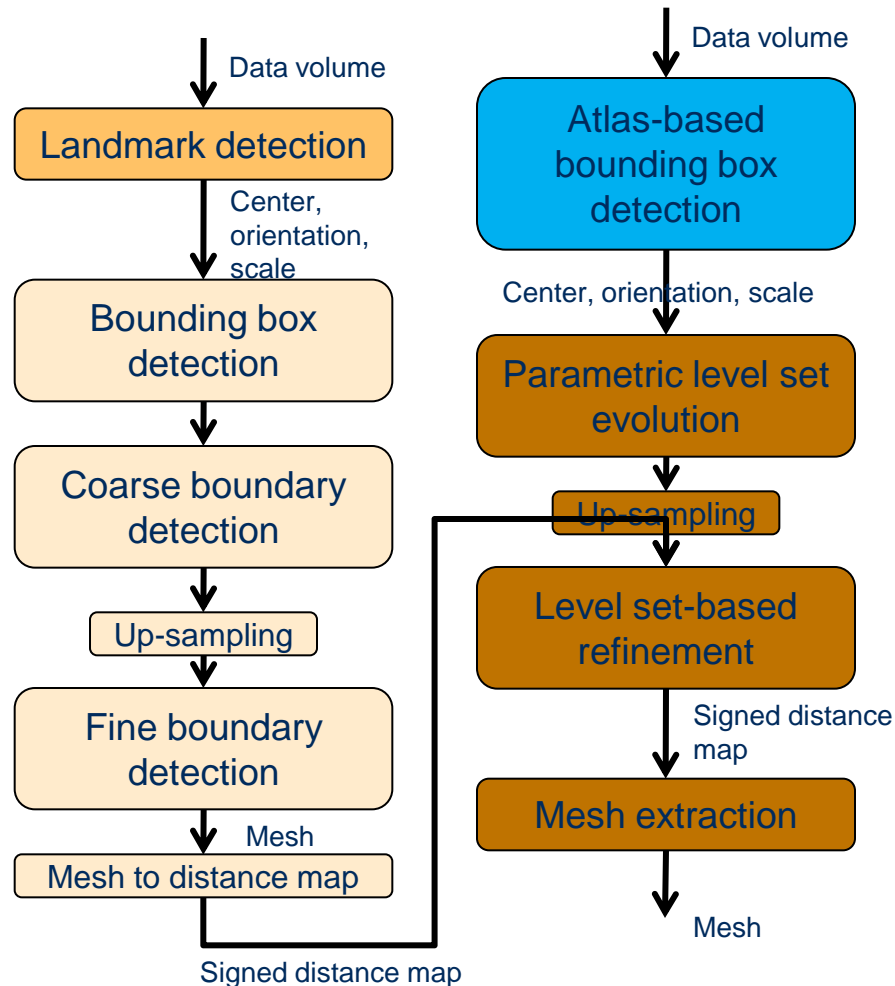 Data volume
Landmark detection
Center,
orientation,
scale
Bounding box
detection
Coarse boundary
detection
Up-sampling
Fine boundary
detection
Mesh
Mesh to distance map
Signed distance map
Data volume
Atlas-based
bounding box
detection
Center, orientation, scale
Parametric level set
evolution
Up-sampling
Level set-based
refinement
Signed distance
map
Mesh extraction
Mesh